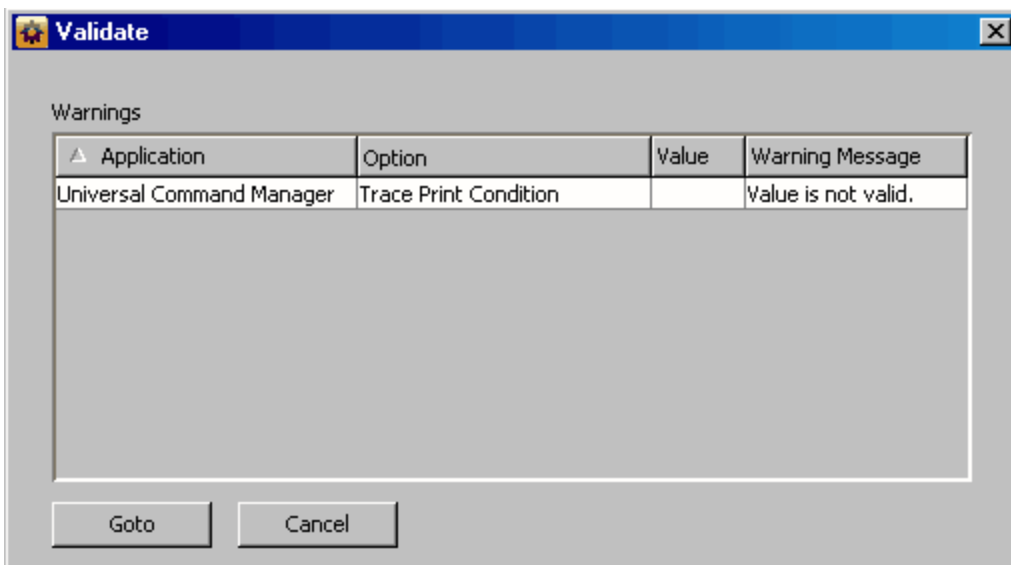 Validate
Warnings
Application Option Value Warning Message
Universal Command Manager Trace Print Condition Value is not valid.
Goto Cancel